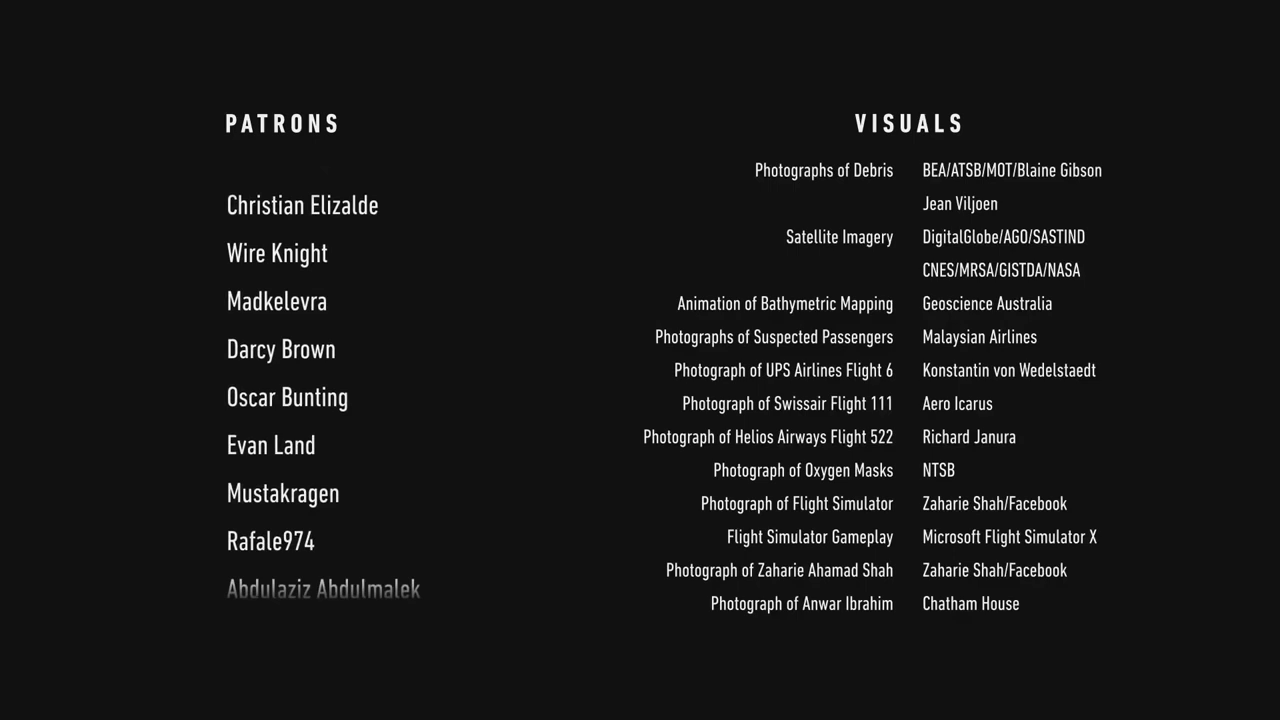 PATRONS
Christian Elizalde
Wire Knight
Madkelevra
Darcy Brown
Oscar Bunting
Evan Land
Mustakragen
Rafale974
Abdulaziz Abdulmalek
VISUALS
Photographs of Debris BEA/ATSB/MOT/Blaine Gibson
Jean Viljoen
Satellite Imagery DigitalGlobe/AGO/SASTIND
CNES/MRSA/GISTDA/NASA
Animation of Bathymetric Mapping Geoscience Australia
Photographs of Suspected Passengers Malaysian Airlines
Photograph of UPS Airlines Flight 6 Konstantin von Wedelstaedt
Photograph of Swissair Flight 111 Aero Icarus
Photograph of Helios Airways Flight 522 Richard Janura
Photograph of Oxygen Masks NTSB
Photograph of Flight Simulator Zaharie Shah/Facebook
Flight Simulator Gameplay Microsoft Flight Simulator X
Photograph of Zaharie Ahamad Shah Zaharie Shah/Facebook
Photograph of Anwar Ibrahim Chatham House